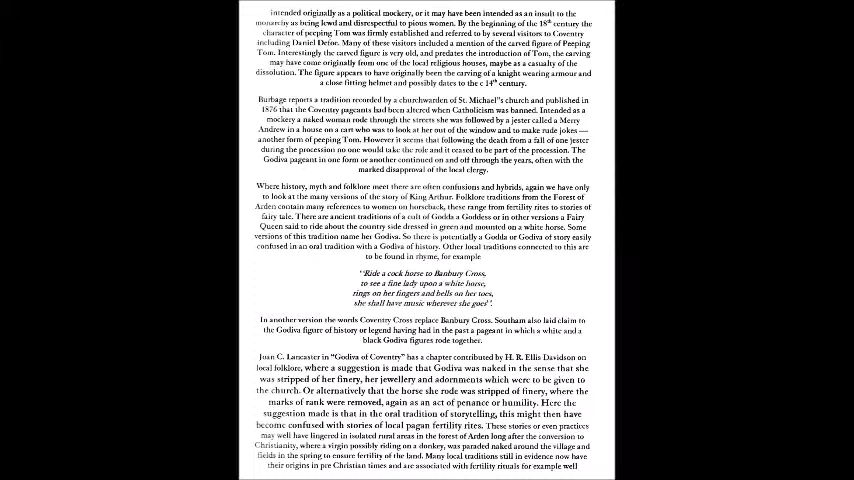 intended originally as a political mockery, or it may have been intended as an insult to the
monarchy as being lewd and disrespectful to pious women. By the beginning of the 18th century the
character of peeping Tom was firmly established and referred to by several visitors to Coventry
including Daniel Defoe. Many of these visitors included a mention of the carved figure of Peeping
Tom. Interestingly the carved figure is very old, and predates the introduction of Tom, the carving
may have come originally from one of the local religious houses, maybe as a casualty of the
dissolution. The figure appears to have originally been the carving of a knight wearing armour and
a close fitting helmet and possibly dates to the c 14th century.
Burbage reports a tradition recorded by a churchwarden of St. Michael"s church and published in
1876 that the Coventry pageants had been altered when Catholicism was banned. Intended as a
mockery a naked woman rode through the streets she was followed by a jester called a Merry
Andrew in a house on a cart who was to look at her out of the window and to make rude jokes —
another form of peeping Tom. However it seems that following the death from a fall of one jester
during the procession no one would take the role and it ceased to be part of the procession. The
Godiva pageant in one form or another continued on and off through the years, often with the
marked disapproval of the local clergy.
Where history, myth and folklore meet there are often confusions and hybrids, again we have only
to look at the many versions of the story of King Arthur. Folklore traditions from the Forest of
Arden contain many references to women on horseback, these range from fertility rites to stories of
fairy tale. There are ancient traditions of a cult of Godda a Goddess or in other versions a Fairy
Queen said to ride about the country side dressed in green and mounted on a white horse. Some
versions of this tradition name her Godiva. So there is potentially a Godda or Godiva of story easily
confused in an oral tradition with a Godiva of history. Other local traditions connected to this are
to be found in rhyme, for example
''Ride a cock horse to Banbury Cross,
to see a fine lady upon a white horse,
rings on her fingers and bells on her toes,
she shall have music wherever she goes''.
In another version the words Coventry Cross replace Banbury Cross. Southam also laid claim to
the Godiva figure of history or legend having had in the past a pageant in which a white and a
black Godiva figures rode together.
Joan C. Lancaster in "Godiva of Coventry" has a chapter contributed by H. R. Ellis Davidson on
local folklore, where a suggestion is made that Godiva was naked in the sense that she
was stripped of her finery, her jewellery and adornments which were to be given to
the church. Or alternatively that the horse she rode was stripped of finery, where the
marks of rank were removed, again as an act of penance or humility. Here the
suggestion made is that in the oral tradition of storytelling, this might then have
become confused with stories of local pagan fertility rites. These stories or even practices
may well have lingered in isolated rural areas in the forest of Arden long after the conversion to
Christianity, where a virgin possibly riding on a donkey, was paraded naked around the village and
fields in the spring to ensure fertility of the land. Many local traditions still in evidence now have
their origins in pre Christian times and are associated with fertility rituals for example well